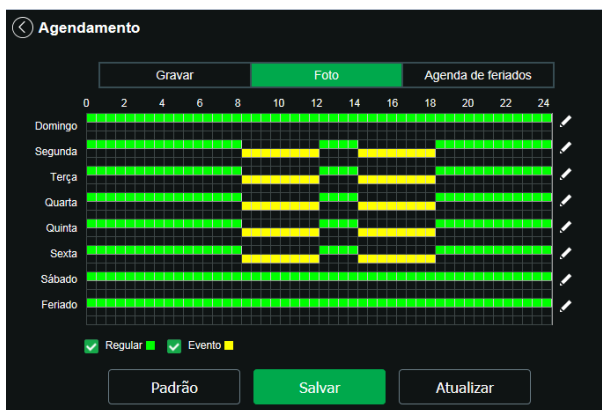 Agendamento
Gravar Foto Agenda de feriados
0 2 4 6 8 10 12 14 16 18 20 22 24
Domingo
Segunda
Terça
Quarta
Quinta
Sexta
Sábado
Feriado
Regular Evento
Padrão Salvar Atualizar